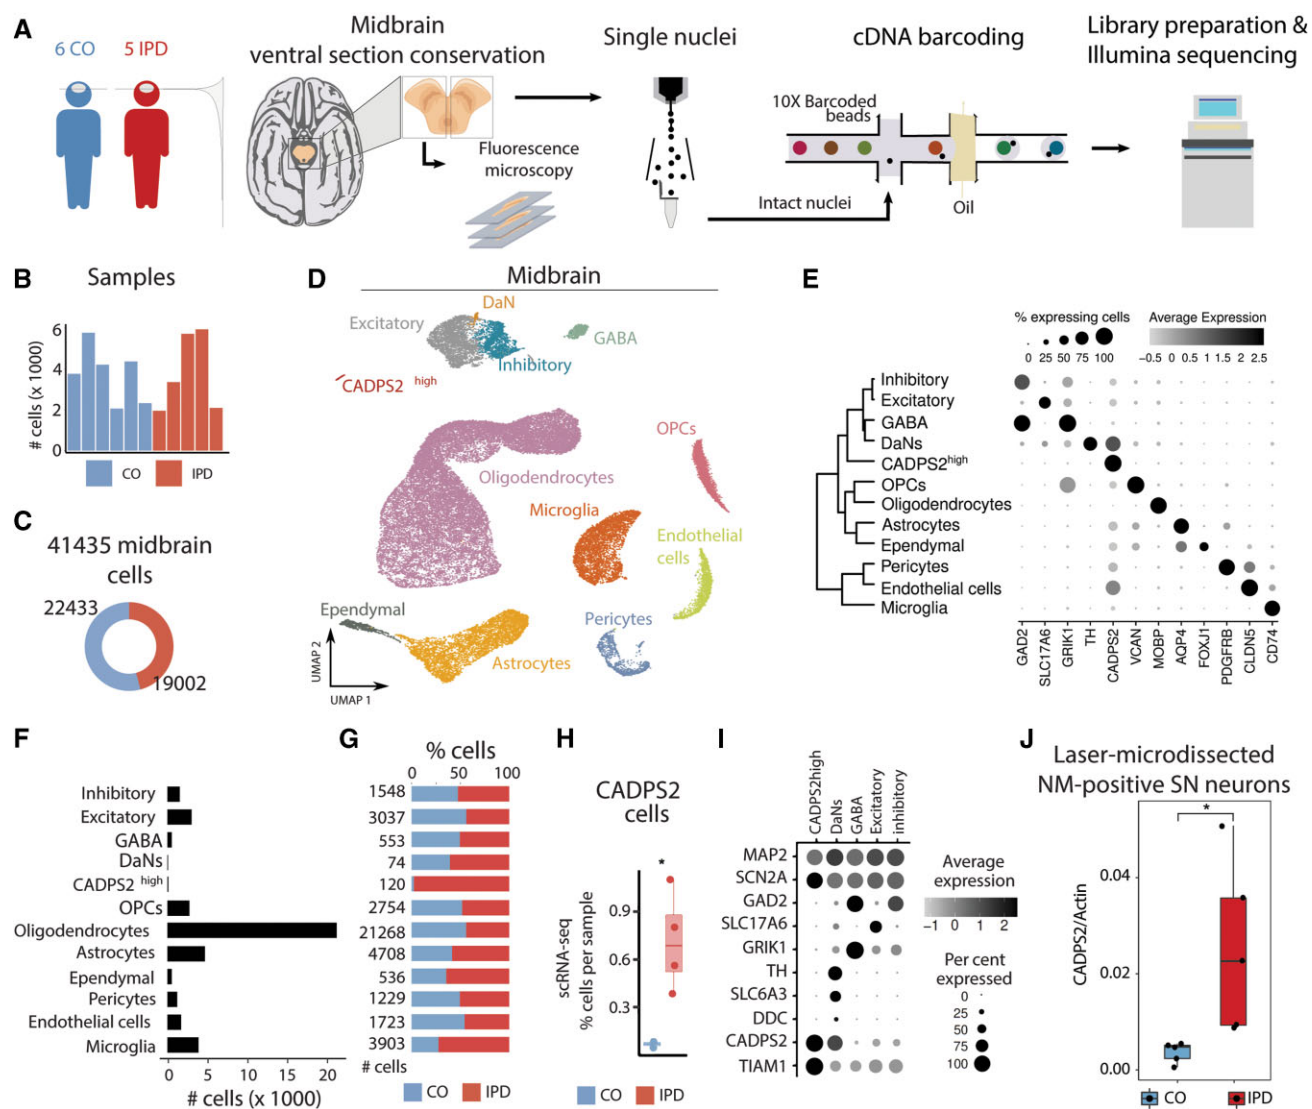 A
6 CO
5 IPD
Midbrain
ventral section conservation
Fluorescence
microscopy
Single nuclei
cDNA barcoding
10X Barcoded
beads
Intact nuclei
Oil
Library preparation &
Illumina sequencing
B
Samples
# cells (x 1000)
6
4
2
0
CO
IPD
C
41435 midbrain
cells
22433
19002
D
Midbrain
DaN
Excitatory
GABA
Inhibitory
CADPS2 high
OPCs
Oligodendrocytes
Microglia
Endothelial
cells
Ependymal
Pericytes
Astrocytes
UMAP 2
UMAP 1
E
% expressing cells
0 25 50 75 100
Average Expression
−0.5 0 0.5 1 1.5 2 2.5
Inhibitory
Excitatory
GABA
DaNs
CADPS2high
OPCs
Oligodendrocytes
Astrocytes
Ependymal
Pericytes
Endothelial cells
Microglia
GAD2
SLC17A6
GRIK1
TH
CADPS2
VCAN
MOBP
AQP4
FOXJ1
PDGFRB
CLDN5
CD74
F
Inhibitory
Excitatory
GABA
DaNs
CADPS2 high
OPCs
Oligodendrocytes
Astrocytes
Ependymal
Pericytes
Endothelial cells
Microglia
0 5 10 15 20
# cells (x 1000)
G
% cells
0 50 100
1548
3037
553
74
120
2754
21268
4708
536
1229
1723
3903
# cells
CO
IPD
H
CADPS2
cells
*
scRNA-seq
% cells per sample
0.9
0.6
0.3
CO
IPD
I
CADPS2high
DaNs
GABA
Excitatory
inhibitory
MAP2
SCN2A
GAD2
SLC17A6
GRIK1
TH
SLC6A3
DDC
CADPS2
TIAM1
Average
expression
−1 0 1 2
Per cent
expressed
0
25
50
75
100
J
Laser-microdissected
NM-positive SN neurons
*
CADPS2/Actin
0.04
0.02
0.00
CO
IPD